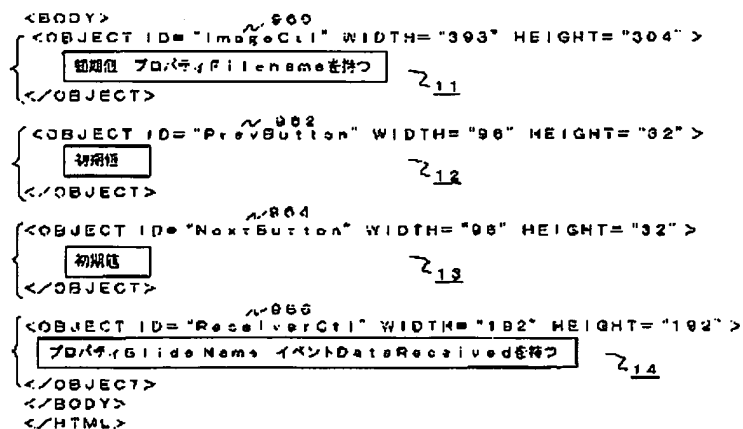 <BODY>
960
<OBJECT ID="ImageCtl" WIDTH="393" HEIGHT="304">
初期値 プロパティFilenameを持つ
11
</OBJECT>
962
<OBJECT ID="PrevButton" WIDTH="96" HEIGHT="32">
初期値
12
</OBJECT>
964
<OBJECT ID="NextButton" WIDTH="96" HEIGHT="32">
初期値
13
</OBJECT>
966
<OBJECT ID="ReceiverCtl" WIDTH="192" HEIGHT="192">
プロパティSlideName イベントDataReceivedを持つ
14
</OBJECT>
</BODY>
</HTML>